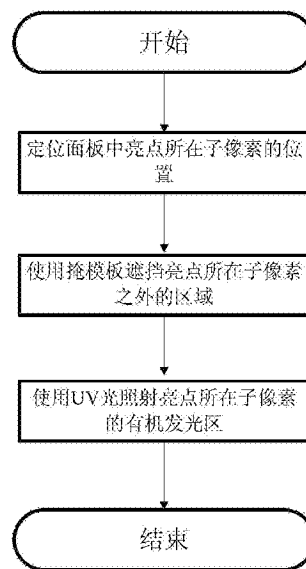 开始
定位面板中亮点所在子像素的位
置
使用掩模板遮挡亮点所在子像素
之外的区域
使用UV光照射亮点所在子像素
的有机发光区
结束